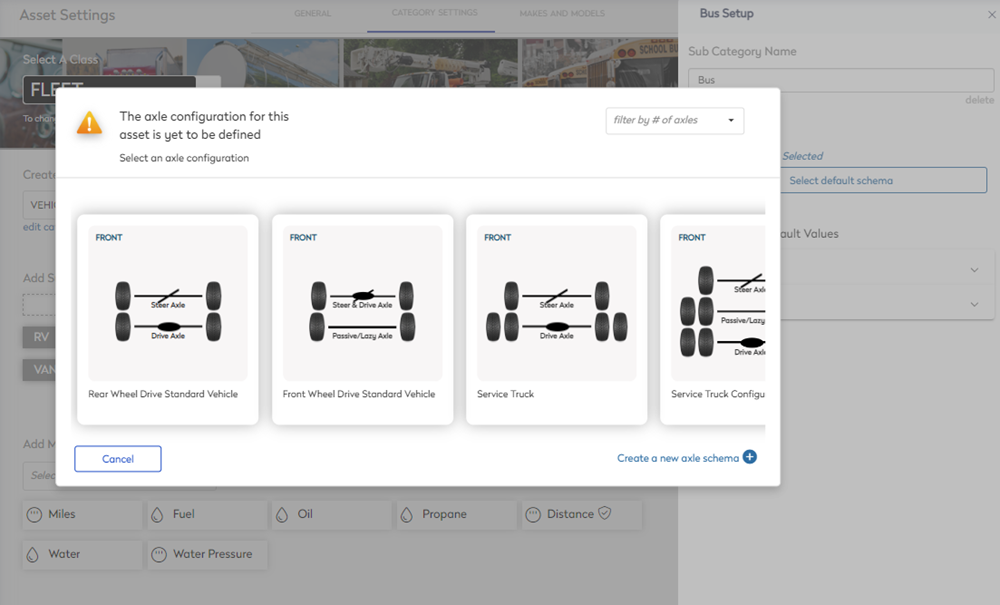 Asset Settings
GENERAL
CATEGORY SETTINGS
MAKES AND MODELS
Bus Setup
Select A Class
SCHOOL BU
Sub Category Name
FLEET
Bus
delete
To chan
The axle configuration for this
asset is yet to be defined
Select an axle configuration
filter by # of axles
Selected
Select default schema
Create
VEHI
edit ca
ault Values
Add S
RV
VAN
FRONT
Steer Axle
Drive Axle
Rear Wheel Drive Standard Vehicle
FRONT
Steer & Drive Axle
Passive/Lazy Axle
Front Wheel Drive Standard Vehicle
FRONT
Steer Axle
Drive Axle
Service Truck
FRONT
Steer Axl
Passive/Lazy
Drive Axl
Service Truck Configu
Cancel
Create a new axle schema
Add M
Selec
Miles
Fuel
Oil
Propane
Distance
Water
Water Pressure